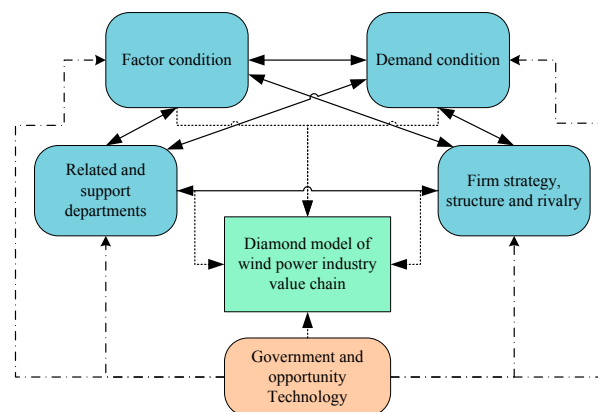 Factor condition
Demand condition
Related and
support
departments
Firm strategy,
structure and rivalry
Diamond model of
wind power industry
value chain
Government and
opportunity
Technology